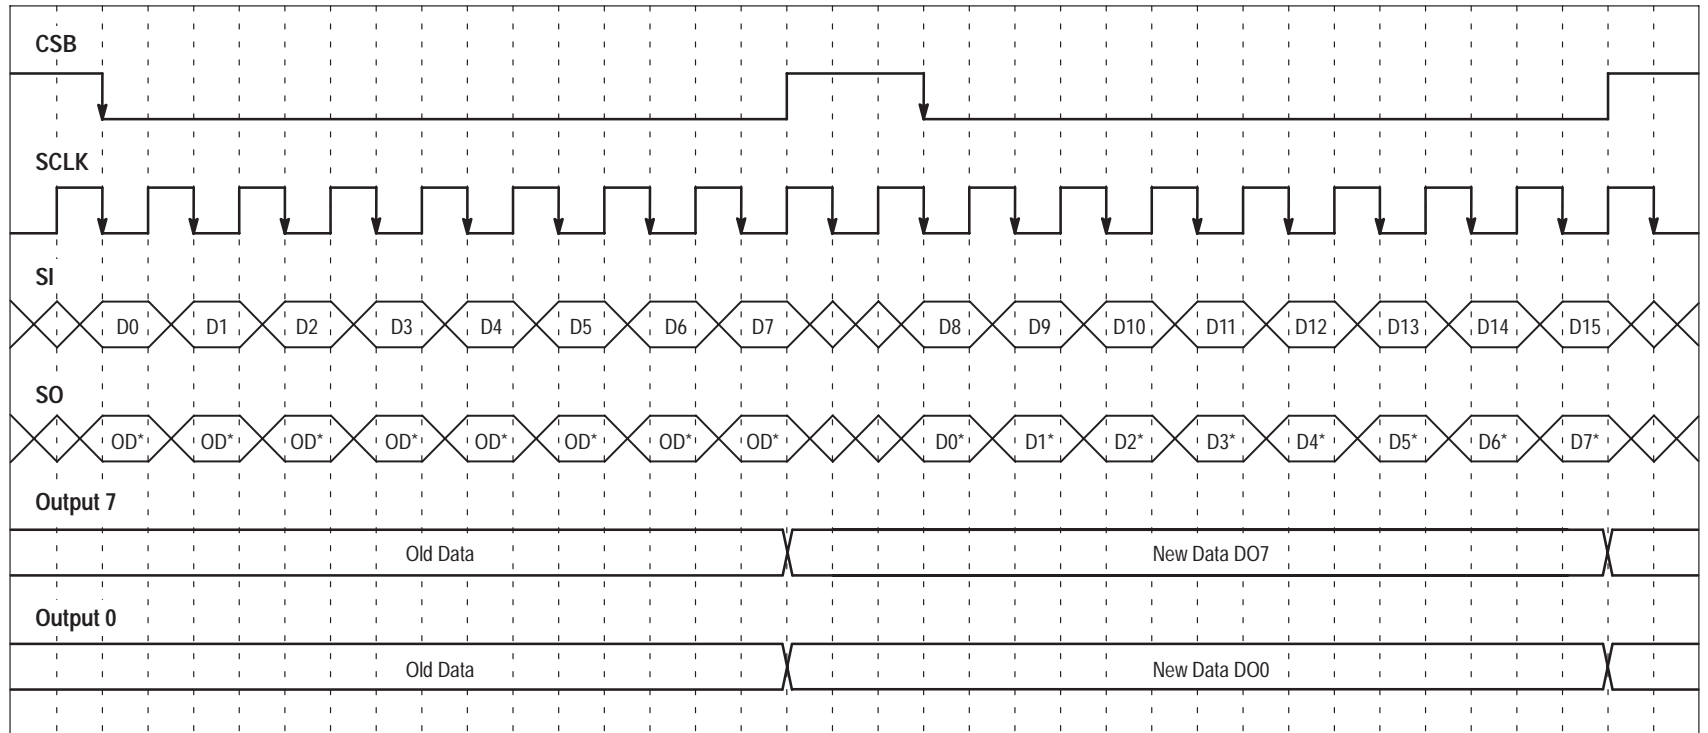 CSB
SCLK
SI
D0 D1 D2 D3 D4 D5 D6 D7 D8 D9 D10 D11 D12 D13 D14 D15
SO
OD* OD* OD* OD* OD* OD* OD* OD* D0* D1* D2* D3* D4* D5* D6* D7*
Output 7
Old Data New Data DO7
Output 0
Old Data New Data DO0